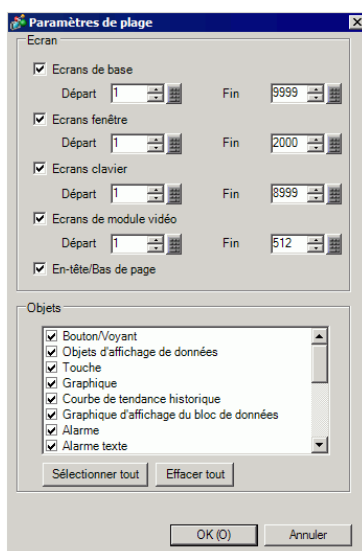 Paramètres de plage
Ecran
Ecrans de base
Départ 1 Fin 9999
Ecrans fenêtre
Départ 1 Fin 2000
Ecrans clavier
Départ 1 Fin 8999
Ecrans de module vidéo
Départ 1 Fin 512
En-tête/Bas de page
Objets
Bouton/Voyant
Objets d'affichage de données
Touche
Graphique
Courbe de tendance historique
Graphique d'affichage du bloc de données
Alarme
Alarme texte
Sélectionner tout Effacer tout
OK (O) Annuler